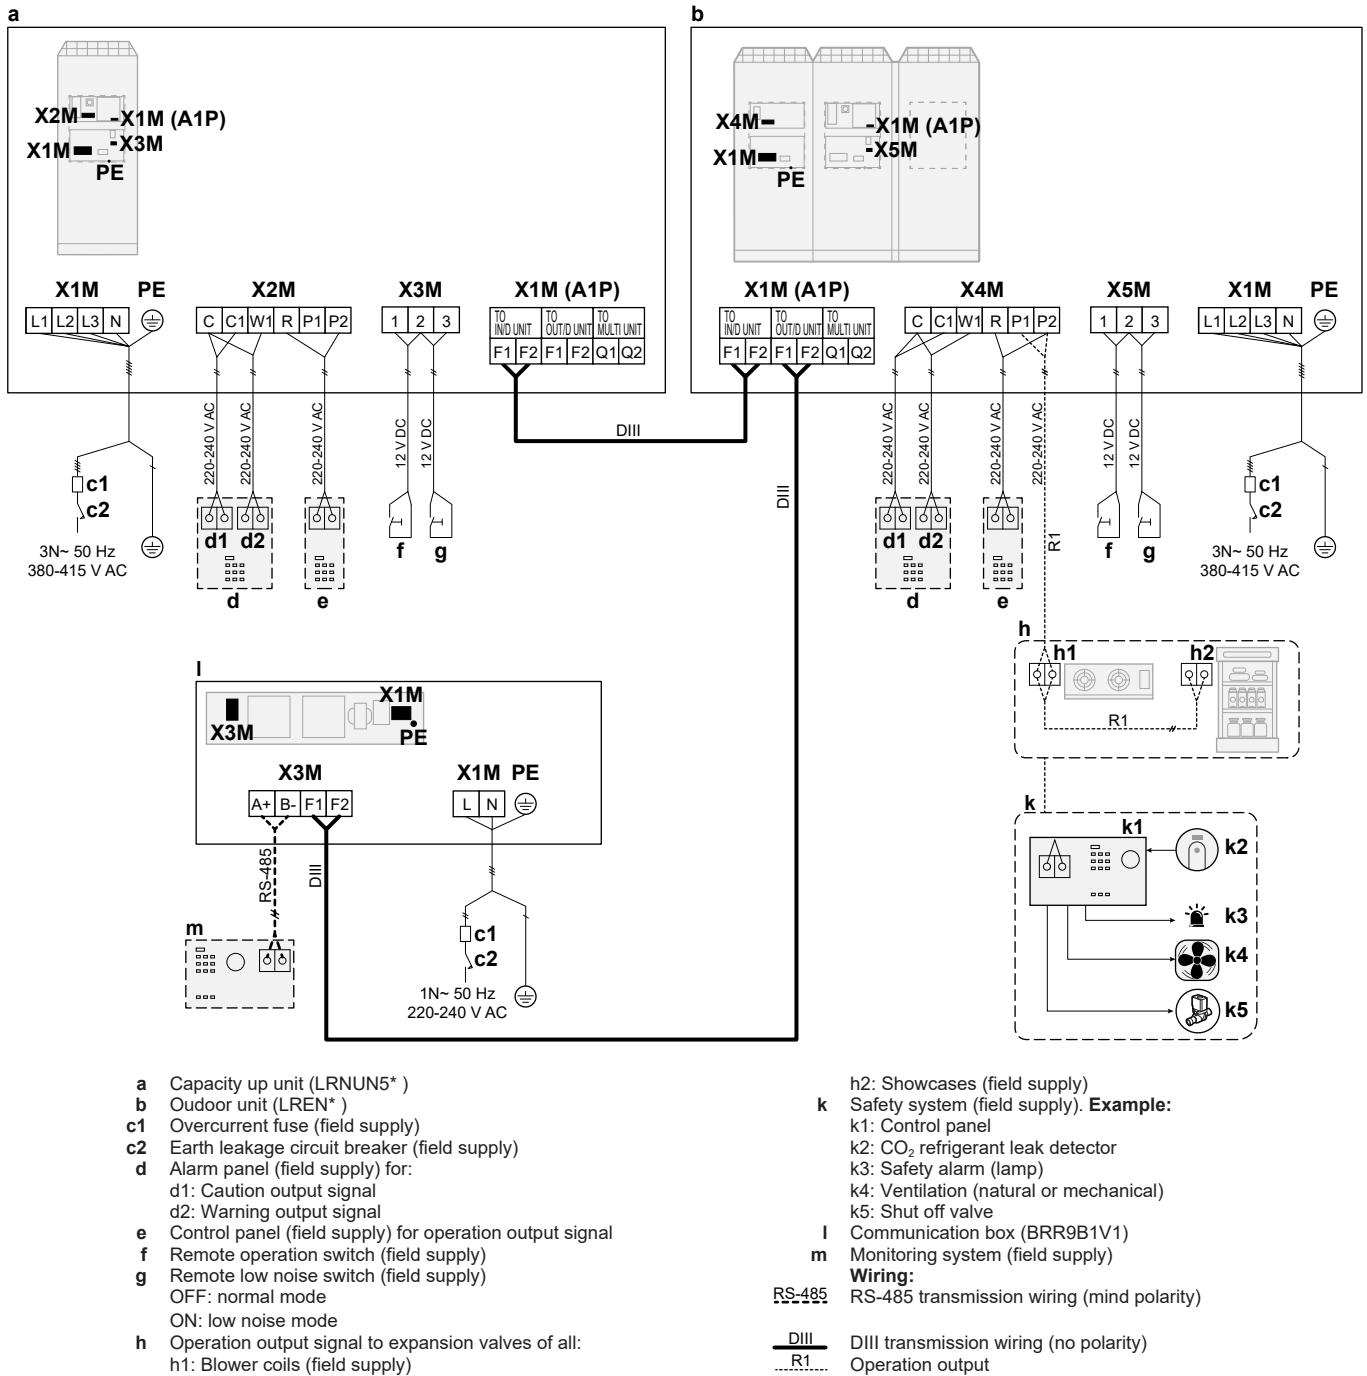 a
b
X2M
X1M (A1P)
X3M
X1M
PE
X4M
X1M (A1P)
X5M
X1M
PE
X1M PE X2M X3M X1M (A1P)
L1 L2 L3 N
C C1 W1 R P1 P2
1 2 3
TO IN/D UNIT TO OUT/D UNIT TO MULTI UNIT
F1 F2 F1 F2 Q1 Q2
X1M (A1P) X4M X5M X1M PE
TO IN/D UNIT TO OUT/D UNIT TO MULTI UNIT
F1 F2 F1 F2 Q1 Q2
C C1 W1 R P1 P2
1 2 3
L1 L2 L3 N
220-240 V AC
220-240 V AC
220-240 V AC
12 V DC
12 V DC
DIII
DIII
220-240 V AC
220-240 V AC
220-240 V AC
220-240 V AC
12 V DC
12 V DC
c1
c2
3N~ 50 Hz
380-415 V AC
d1 d2
d
e
f
g
d1 d2
d
e
R1
f
g
c1
c2
3N~ 50 Hz
380-415 V AC
h
h1
h2
R1
l
X3M
X1M
PE
X3M
X1M PE
A+ B- F1 F2
L N
RS-485
DIII
m
c1
c2
1N~ 50 Hz
220-240 V AC
k
k1
k2
k3
k4
k5
a Capacity up unit (LRNUN5* )
b Oudoor unit (LREN* )
c1 Overcurrent fuse (field supply)
c2 Earth leakage circuit breaker (field supply)
d Alarm panel (field supply) for:
d1: Caution output signal
d2: Warning output signal
e Control panel (field supply) for operation output signal
f Remote operation switch (field supply)
g Remote low noise switch (field supply)
OFF: normal mode
ON: low noise mode
h Operation output signal to expansion valves of all:
h1: Blower coils (field supply)
h2: Showcases (field supply)
k Safety system (field supply). Example:
k1: Control panel
k2: CO₂ refrigerant leak detector
k3: Safety alarm (lamp)
k4: Ventilation (natural or mechanical)
k5: Shut off valve
l Communication box (BRR9B1V1)
m Monitoring system (field supply)
Wiring:
RS-485 RS-485 transmission wiring (mind polarity)
DIII DIII transmission wiring (no polarity)
R1 Operation output